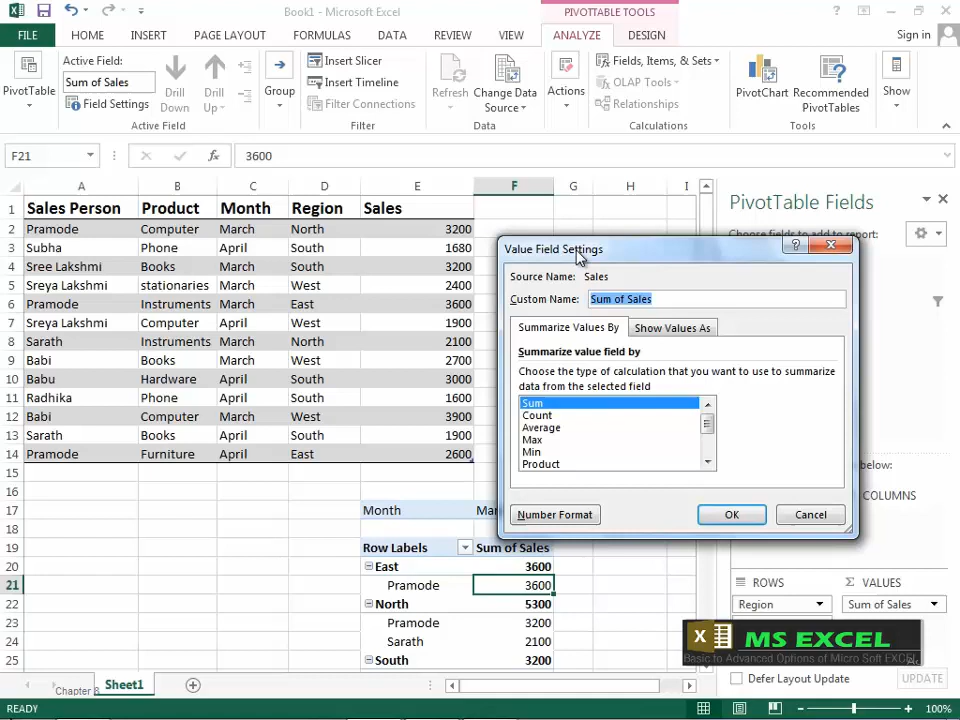 Book1 - Microsoft Excel
PIVOTTABLE TOOLS
?
FILE
HOME
INSERT
PAGE LAYOUT
FORMULAS
DATA
REVIEW
VIEW
ANALYZE
DESIGN
Sign in
PivotTable
Active Field:
Sum of Sales
Field Settings
Drill Down
Drill Up
Active Field
Group
Insert Slicer
Insert Timeline
Filter Connections
Filter
Refresh
Change Data Source
Data
Actions
Fields, Items, & Sets
OLAP Tools
Relationships
Calculations
PivotChart
Recommended PivotTables
Tools
Show
F21
fx
3600
A B C D E F G H I
1 Sales Person Product Month Region Sales
2 Pramode Computer March North 3200
3 Subha Phone April South 1680
4 Sree Lakshmi Books March South 3200
5 Sreya Lakshmi stationaries March West 2400
6 Pramode Instruments March East 3600
7 Sreya Lakshmi Computer April West 1900
8 Sarath Instruments March North 2100
9 Babi Books March West 2700
10 Babu Hardware April South 3000
11 Radhika Phone April South 1600
12 Babi Computer March West 3900
13 Sarath Books April South 1900
14 Pramode Furniture April East 2600
15
16
17 Month
18
19 Row Labels Sum of Sales
20 East 3600
21 Pramode 3600
22 North 5300
23 Pramode 3200
24 Sarath 2100
25 South 3200
PivotTable Fields
Choose fields to add to report:
Value Field Settings
?
Source Name: Sales
Custom Name: Sum of Sales
Summarize Values By
Show Values As
Summarize value field by
Choose the type of calculation that you want to use to summarize
data from the selected field
Sum
Count
Average
Max
Min
Product
Number Format
OK
Cancel
below:
COLUMNS
ROWS
Σ VALUES
Region
Sum of Sales
MS EXCEL
Basic to Advanced Options of Micro Soft EXCEL
Defer Layout Update
UPDATE
Sheet1
READY
100%